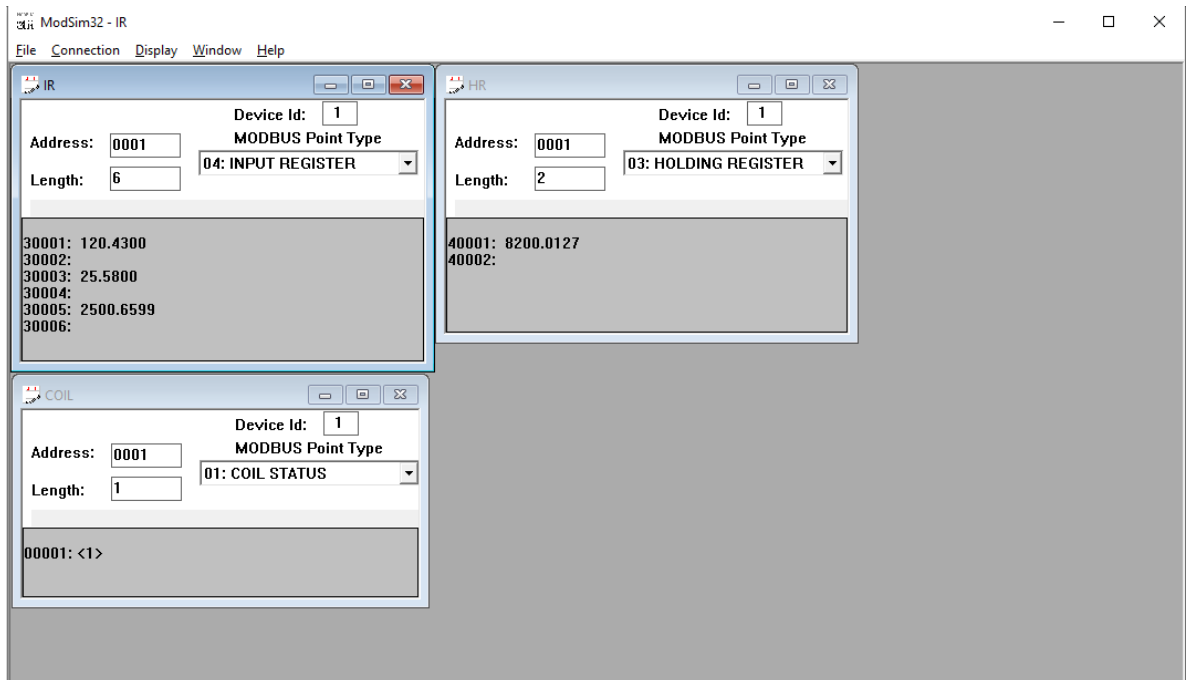 ModSim32 - IR
File Connection Display Window Help
IR
Device Id: 1
Address: 0001
MODBUS Point Type
04: INPUT REGISTER
Length: 6
30001: 120.4300
30002:
30003: 25.5800
30004:
30005: 2500.6599
30006:
HR
Device Id: 1
Address: 0001
MODBUS Point Type
03: HOLDING REGISTER
Length: 2
40001: 8200.0127
40002:
COIL
Device Id: 1
Address: 0001
MODBUS Point Type
01: COIL STATUS
Length: 1
00001: <1>